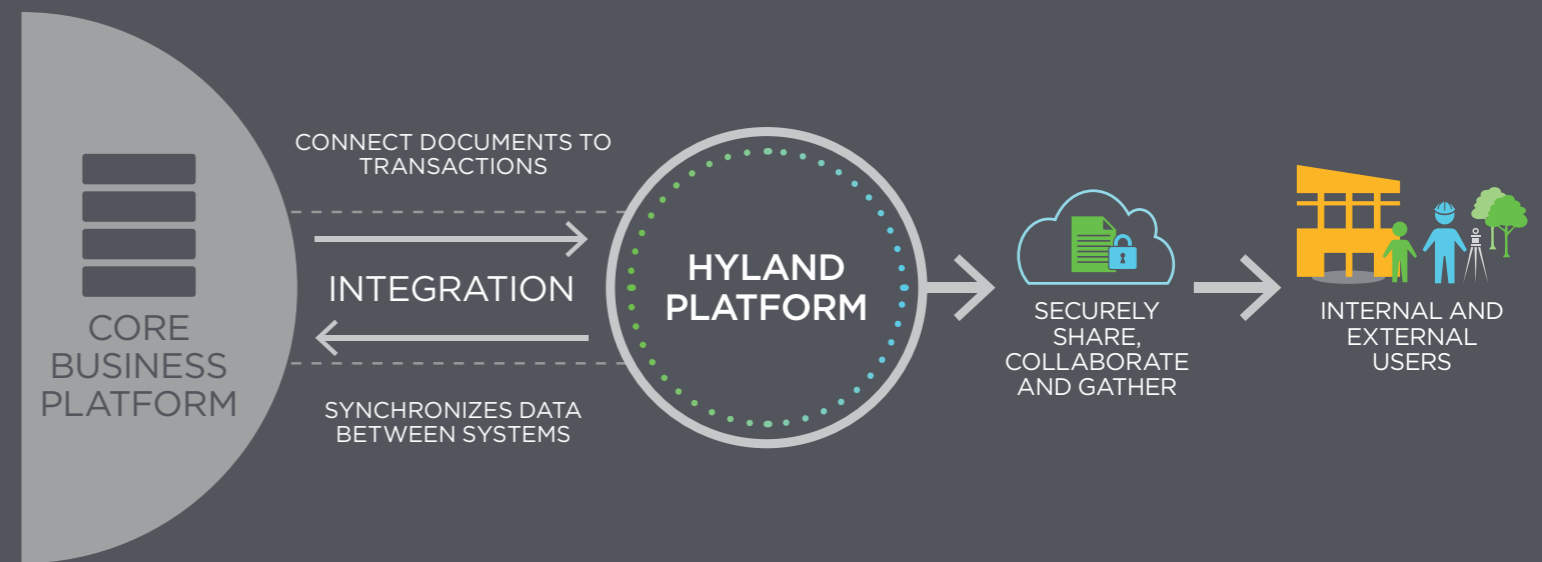 CORE
BUSINESS
PLATFORM
CONNECT DOCUMENTS TO
TRANSACTIONS
INTEGRATION
SYNCHRONIZES DATA
BETWEEN SYSTEMS
HYLAND
PLATFORM
SECURELY
SHARE,
COLLABORATE
AND GATHER
INTERNAL AND
EXTERNAL
USERS